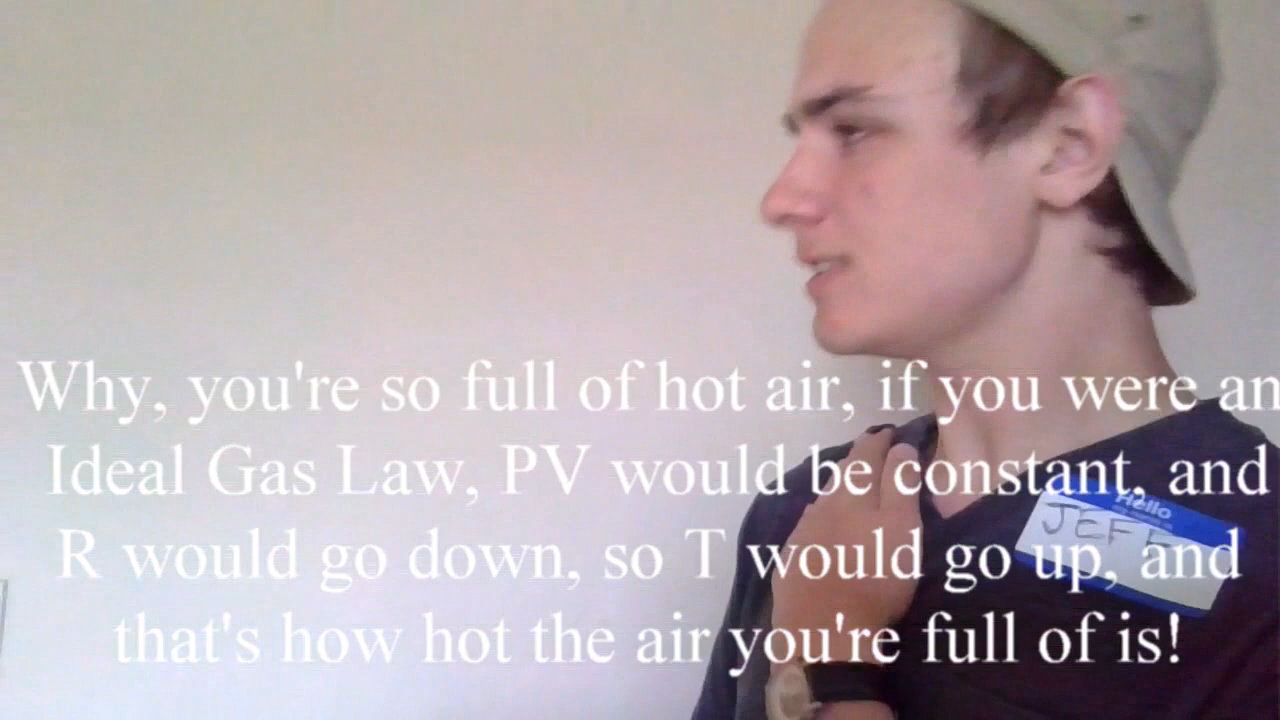 Why, you're so full of hot air, if you were an
Ideal Gas Law, PV would be constant, and
Hello
JEFF
R would go down, so T would go up, and
that's how hot the air you're full of is!